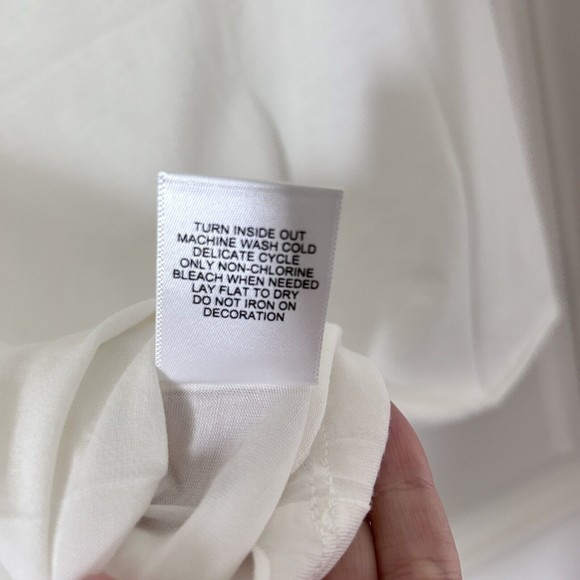 TURN INSIDE OUT
MACHINE WASH COLD
DELICATE CYCLE
ONLY NON-CHLORINE
BLEACH WHEN NEEDED
LAY FLAT TO DRY
DO NOT IRON ON
DECORATION